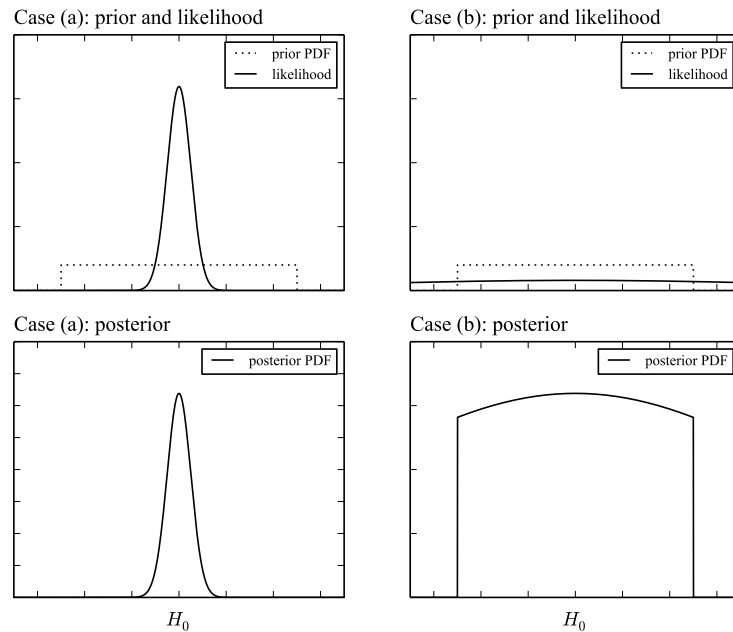 Case (a): prior and likelihood
prior PDF
likelihood
Case (b): prior and likelihood
prior PDF
likelihood
Case (a): posterior
posterior PDF
Case (b): posterior
posterior PDF
H₀
H₀